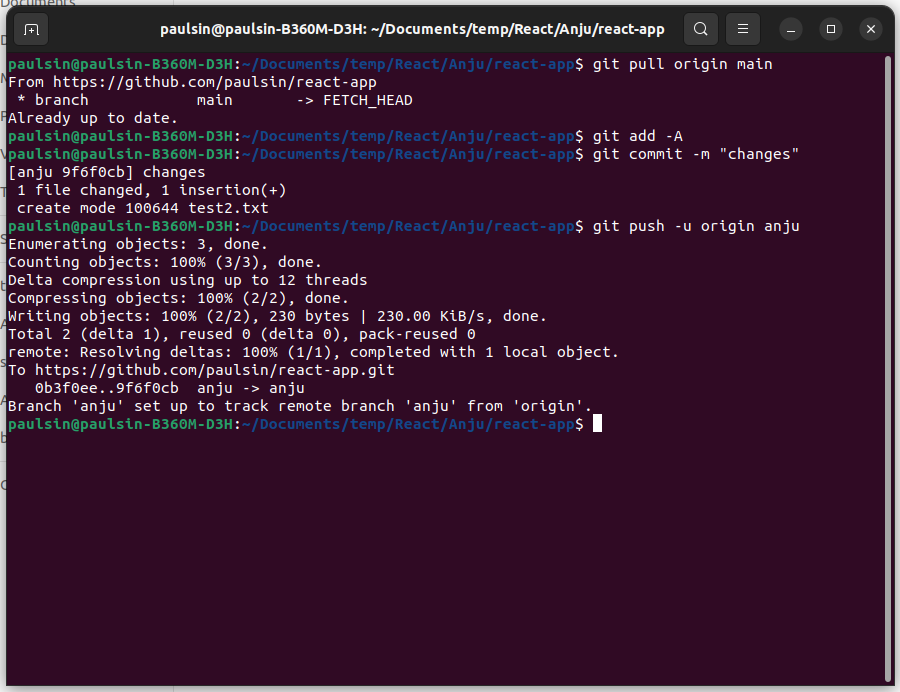 Documents
paulsin@paulsin-B360M-D3H: ~/Documents/temp/React/Anju/react-app
paulsin@paulsin-B360M-D3H:~/Documents/temp/React/Anju/react-app$ git pull origin main
From https://github.com/paulsin/react-app
 * branch            main       -> FETCH_HEAD
Already up to date.
paulsin@paulsin-B360M-D3H:~/Documents/temp/React/Anju/react-app$ git add -A
paulsin@paulsin-B360M-D3H:~/Documents/temp/React/Anju/react-app$ git commit -m "changes"
[anju 9f6f0cb] changes
 1 file changed, 1 insertion(+)
 create mode 100644 test2.txt
paulsin@paulsin-B360M-D3H:~/Documents/temp/React/Anju/react-app$ git push -u origin anju
Enumerating objects: 3, done.
Counting objects: 100% (3/3), done.
Delta compression using up to 12 threads
Compressing objects: 100% (2/2), done.
Writing objects: 100% (2/2), 230 bytes | 230.00 KiB/s, done.
Total 2 (delta 1), reused 0 (delta 0), pack-reused 0
remote: Resolving deltas: 100% (1/1), completed with 1 local object.
To https://github.com/paulsin/react-app.git
   0b3f0ee..9f6f0cb  anju -> anju
Branch 'anju' set up to track remote branch 'anju' from 'origin'.
paulsin@paulsin-B360M-D3H:~/Documents/temp/React/Anju/react-app$